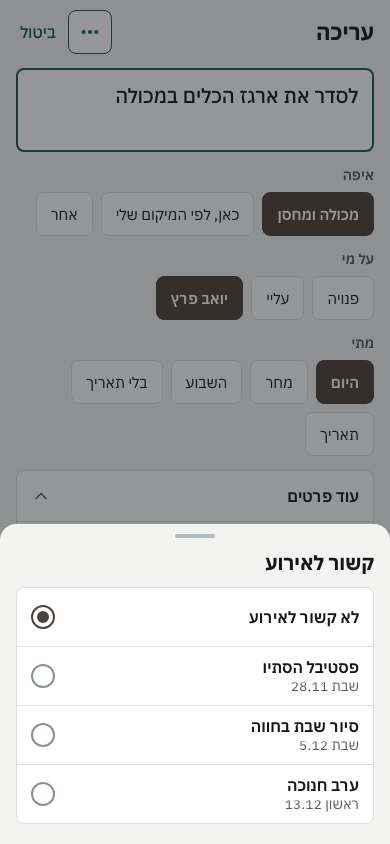 עריכה
ביטול
לסדר את ארגז הכלים במכולה
איפה
מכולה ומחסן
כאן, לפי המיקום שלי
אחר
על מי
פנויה
עליי
יואב פרץ
מתי
היום
מחר
השבוע
בלי תאריך
תאריך
עוד פרטים
קשור לאירוע
לא קשור לאירוע
פסטיבל הסתיו
שבת 28.11
סיור שבת בחווה
שבת 5.12
ערב חנוכה
ראשון 13.12